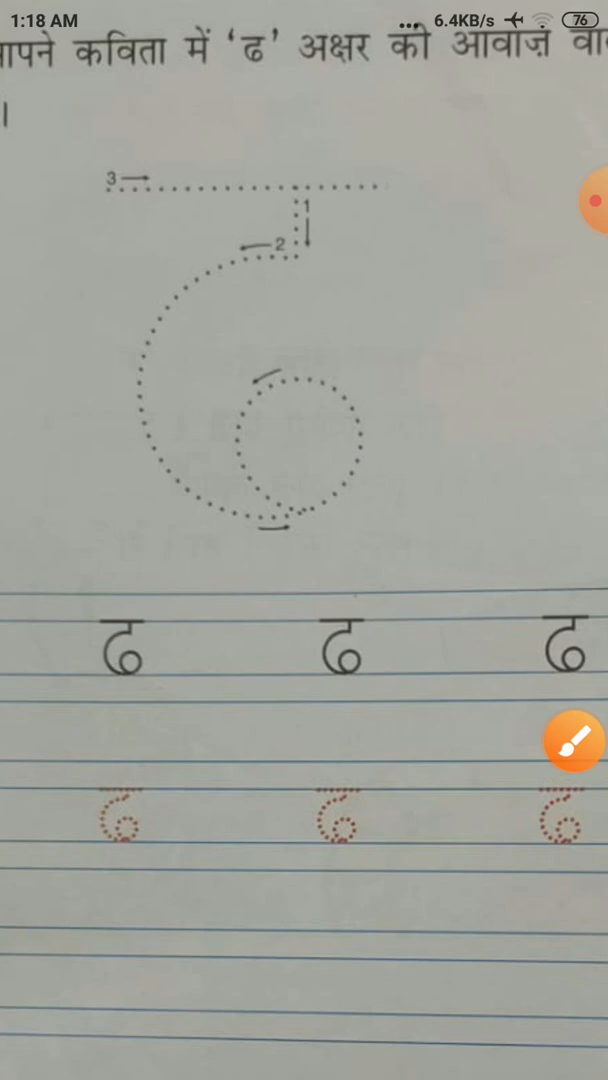 1:18 AM ... 6.4KB/s 76
कविता में ‘ढ’ अक्षर की आवाज़
।
3
1
2
ढ ढ ढ
ढ ढ ढ